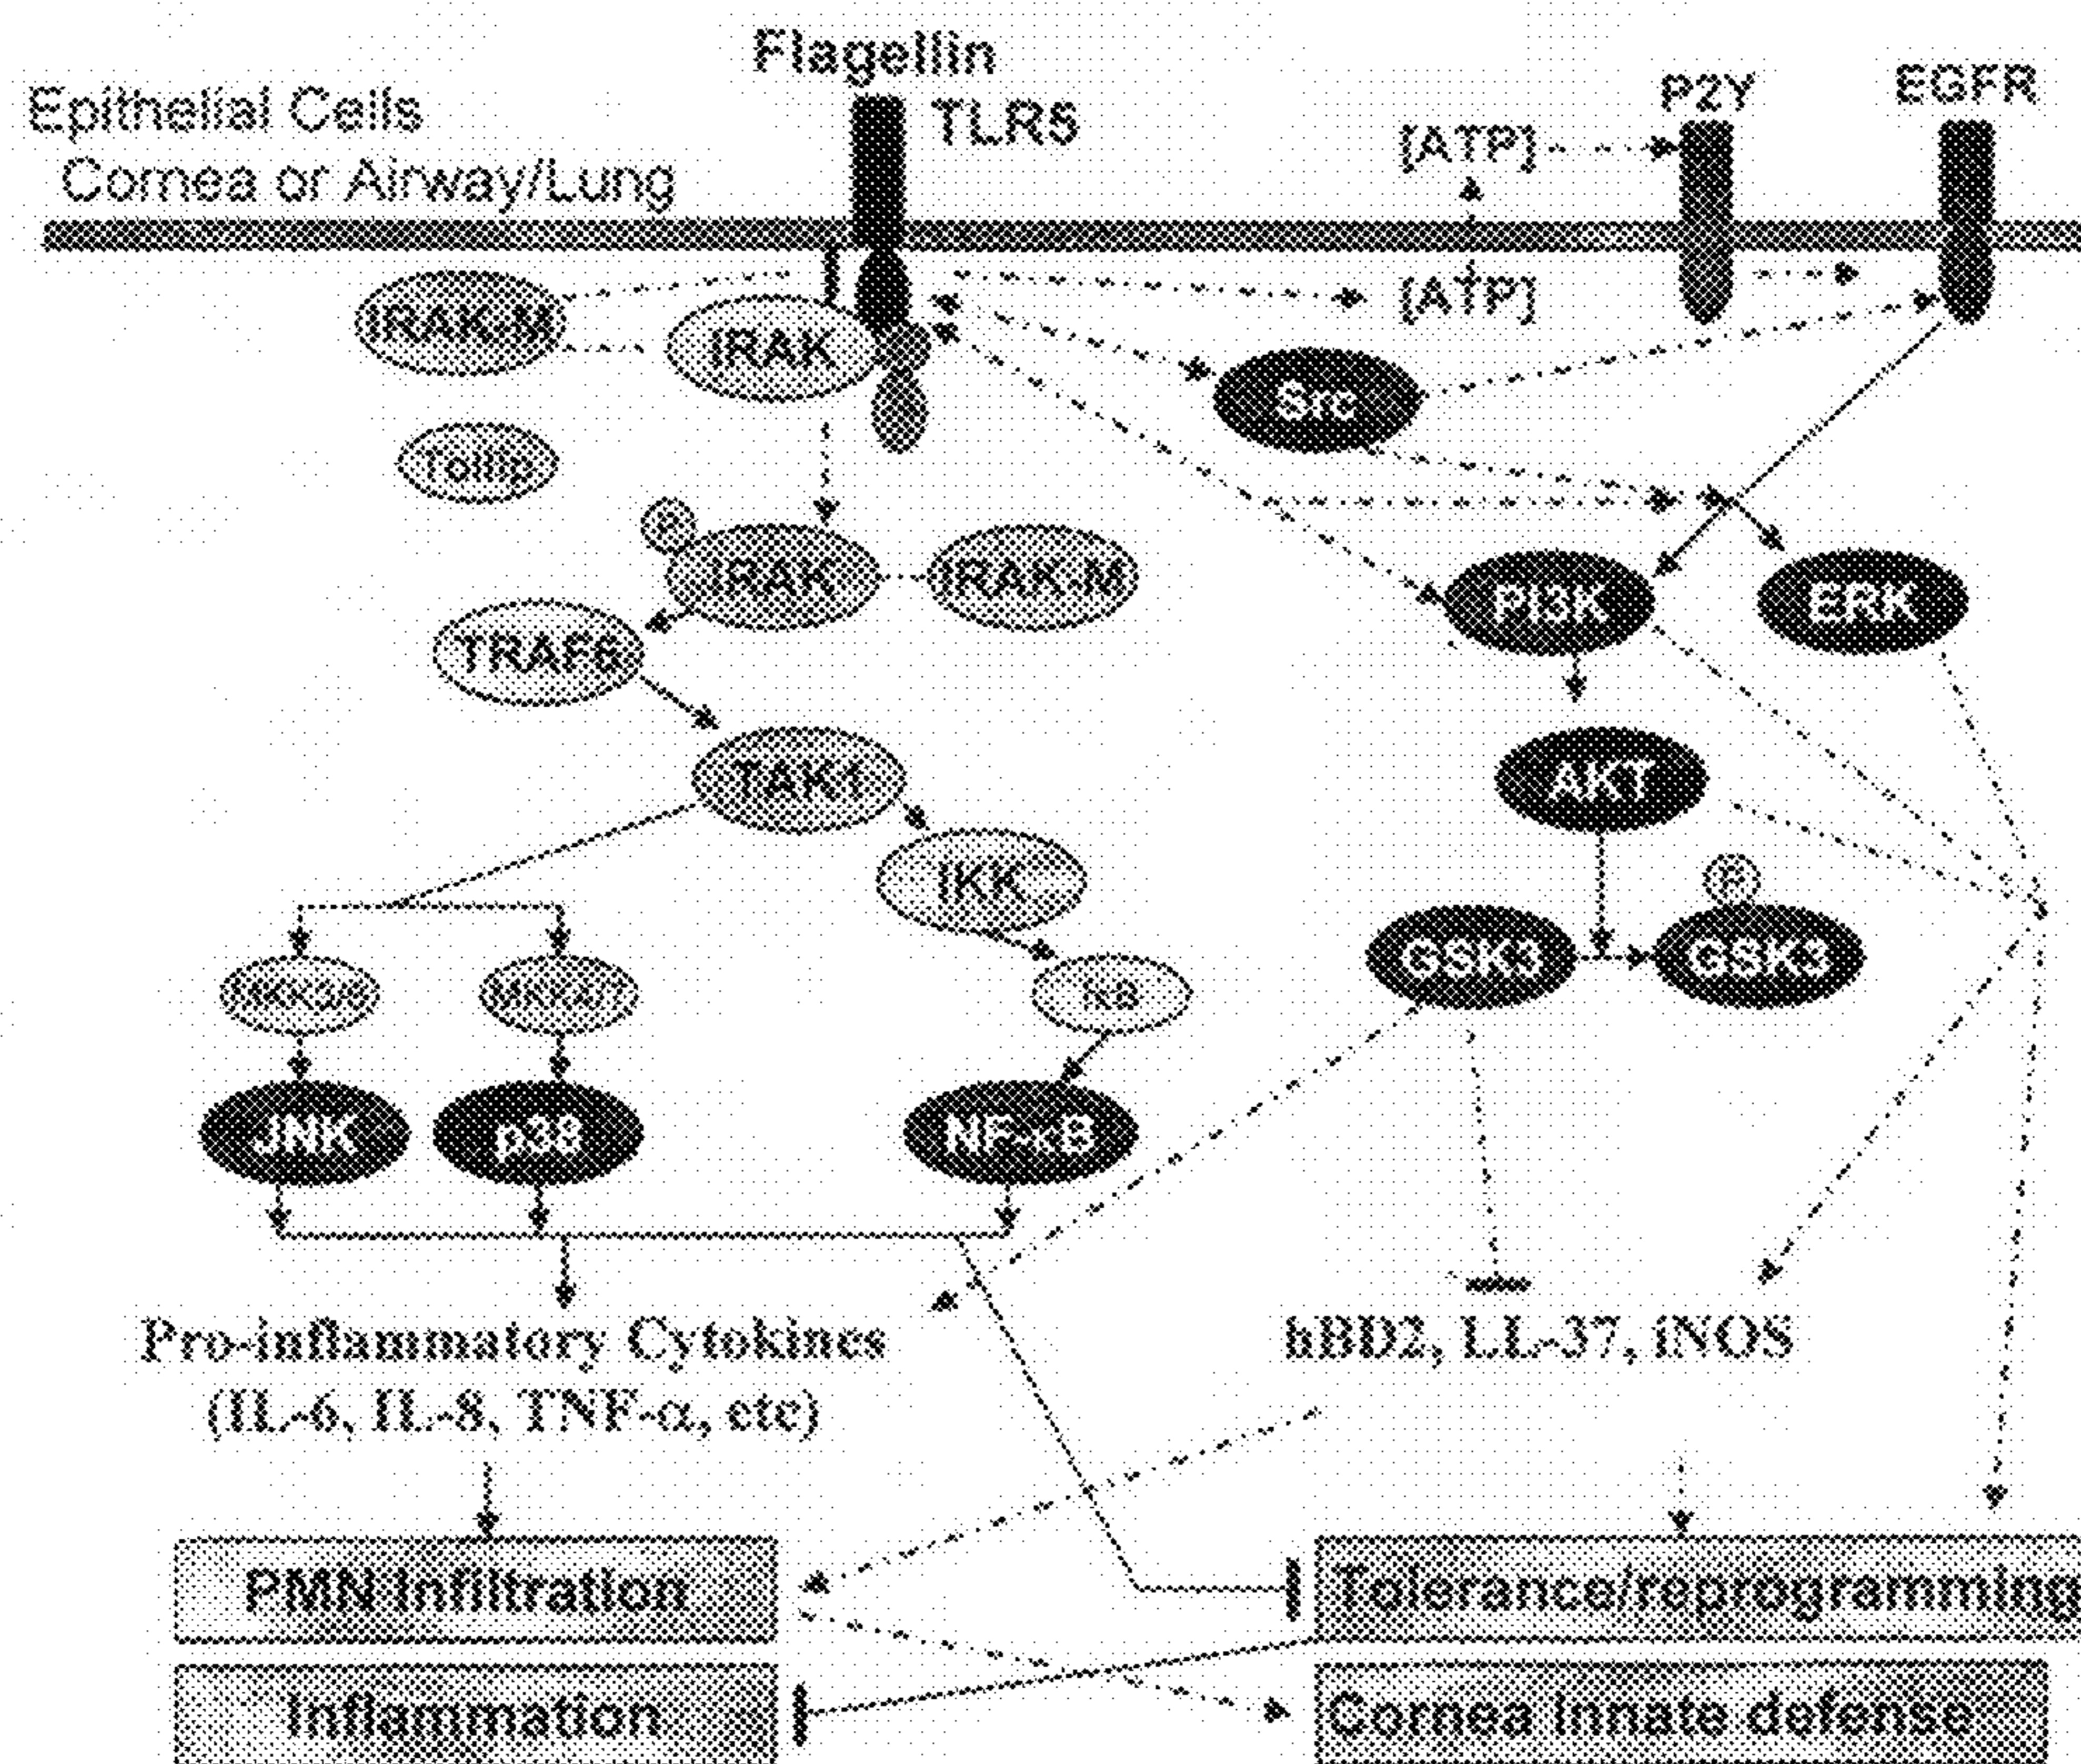 Flagellin
Epithelial Cells
TLR5
P2Y
EGFR
[ATP]
Cornea or Airway/Lung
[ATP]
IRAK-M
IRAK
Src
Tollip
P
IRAK
IRAK-M
PI3K
ERK
TRAF6
TAK1
AKT
IKK
P
GSK3
GSK3
JNK
p38
NF-κB
Pro-inflammatory Cytokines
hBD2, LL-37, iNOS
(IL-6, IL-8, TNF-α, etc)
PMN Infiltration
Tolerance/reprogramming
Inflammation
Cornea innate defense